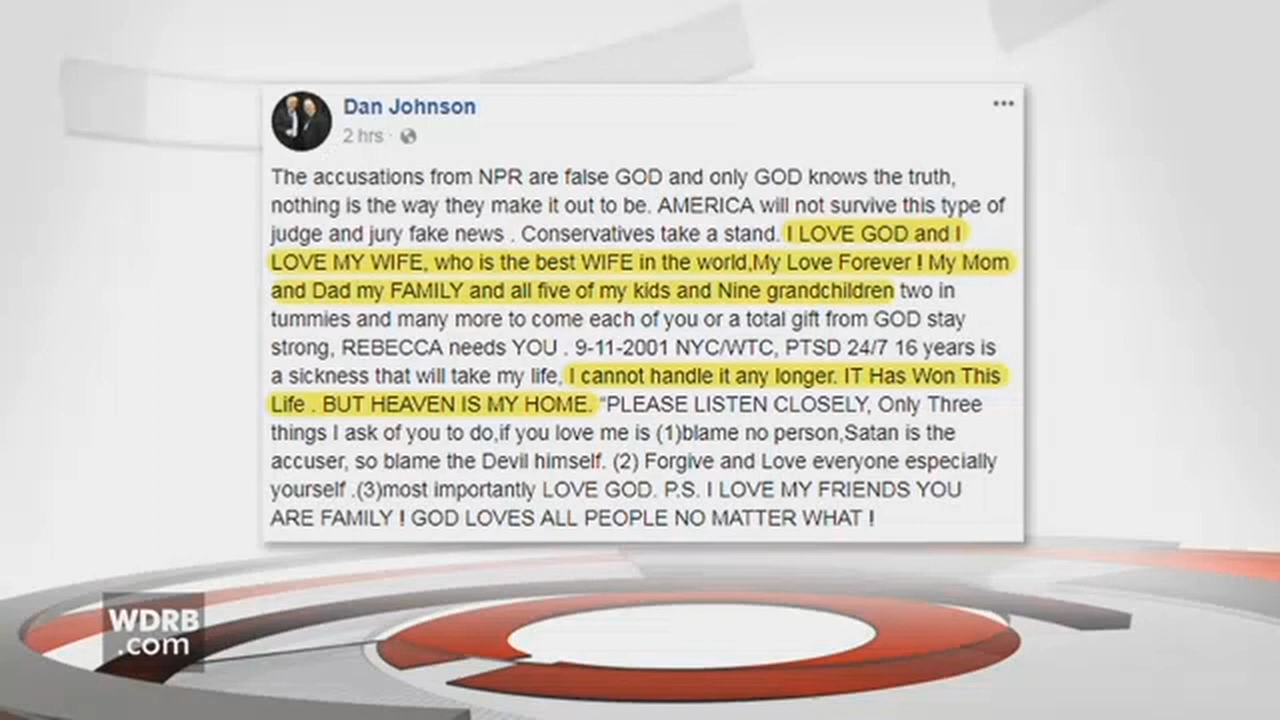 Dan Johnson
2 hrs ·
The accusations from NPR are false GOD and only GOD knows the truth,
nothing is the way they make it out to be. AMERICA will not survive this type of
judge and jury fake news . Conservatives take a stand. I LOVE GOD and I
LOVE MY WIFE, who is the best WIFE in the world,My Love Forever ! My Mom
and Dad my FAMILY and all five of my kids and Nine grandchildren two in
tummies and many more to come each of you or a total gift from GOD stay
strong, REBECCA needs YOU . 9-11-2001 NYC/WTC, PTSD 24/7 16 years is
a sickness that will take my life, I cannot handle it any longer. IT Has Won This
Life . BUT HEAVEN IS MY HOME. "PLEASE LISTEN CLOSELY, Only Three
things I ask of you to do,if you love me is (1)blame no person,Satan is the
accuser, so blame the Devil himself. (2) Forgive and Love everyone especially
yourself .(3)most importantly LOVE GOD. P.S. I LOVE MY FRIENDS YOU
ARE FAMILY ! GOD LOVES ALL PEOPLE NO MATTER WHAT !
WDRB
.com